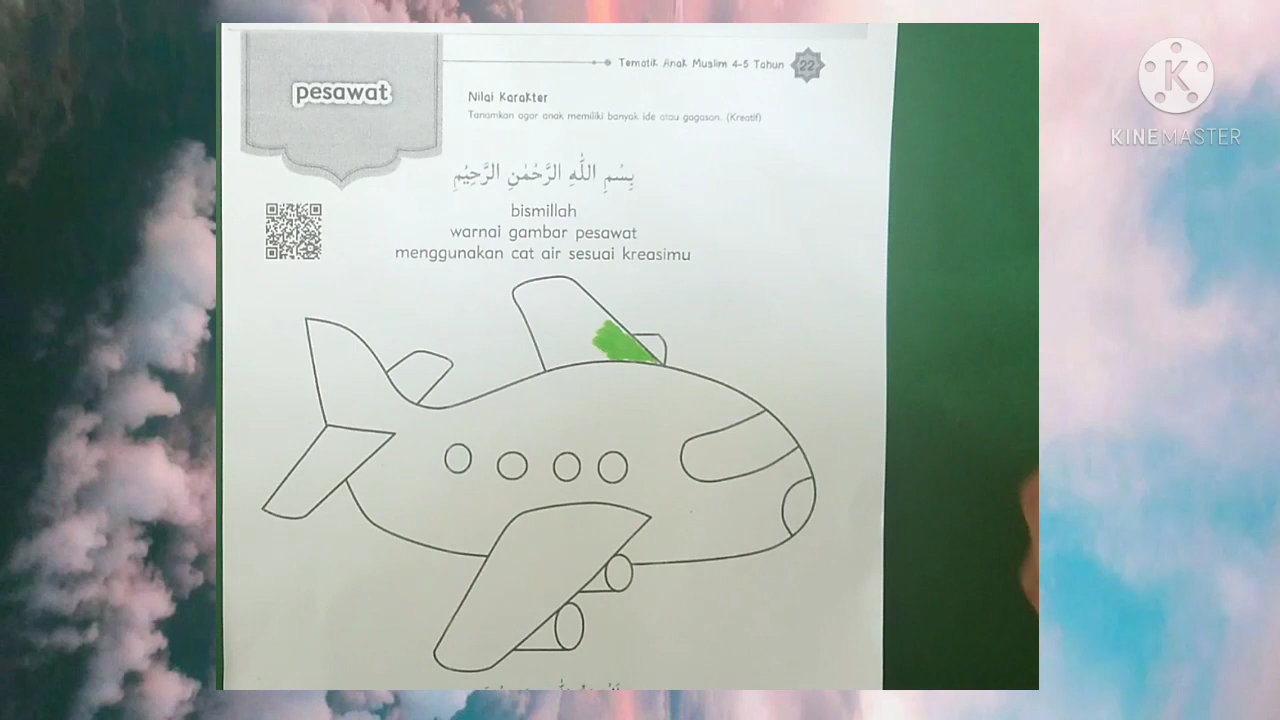 pesawat
Tematik Anak Muslim 4-5 Tahun
22
Nilai Karakter
Tanamkan agar anak memiliki banyak ide atau gagasan. (Kreatif)
بِسْمِ اللّٰهِ الرَّحْمٰنِ الرَّحِيْمِ
bismillah
warnai gambar pesawat
menggunakan cat air sesuai kreasimu
K
KINEMASTER